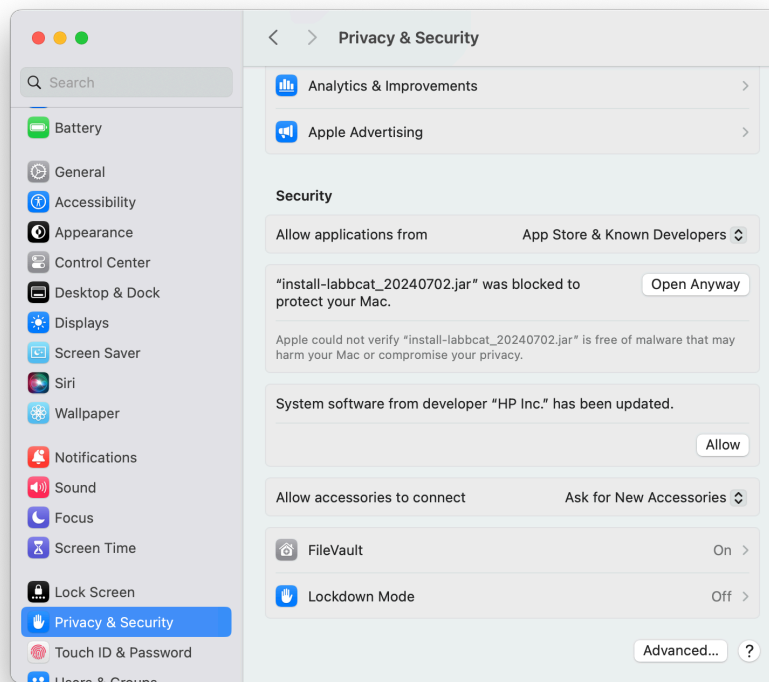 Privacy & Security
Search
Battery
General
Accessibility
Appearance
Control Center
Desktop & Dock
Displays
Screen Saver
Siri
Wallpaper
Notifications
Sound
Focus
Screen Time
Lock Screen
Privacy & Security
Touch ID & Password
Users & Groups
Analytics & Improvements
Apple Advertising
Security
Allow applications from App Store & Known Developers
“install-labbcat_20240702.jar” was blocked to
protect your Mac.
Open Anyway
Apple could not verify “install-labbcat_20240702.jar” is free of malware that may
harm your Mac or compromise your privacy.
System software from developer “HP Inc.” has been updated.
Allow
Allow accessories to connect Ask for New Accessories
FileVault On
Lockdown Mode Off
Advanced... ?